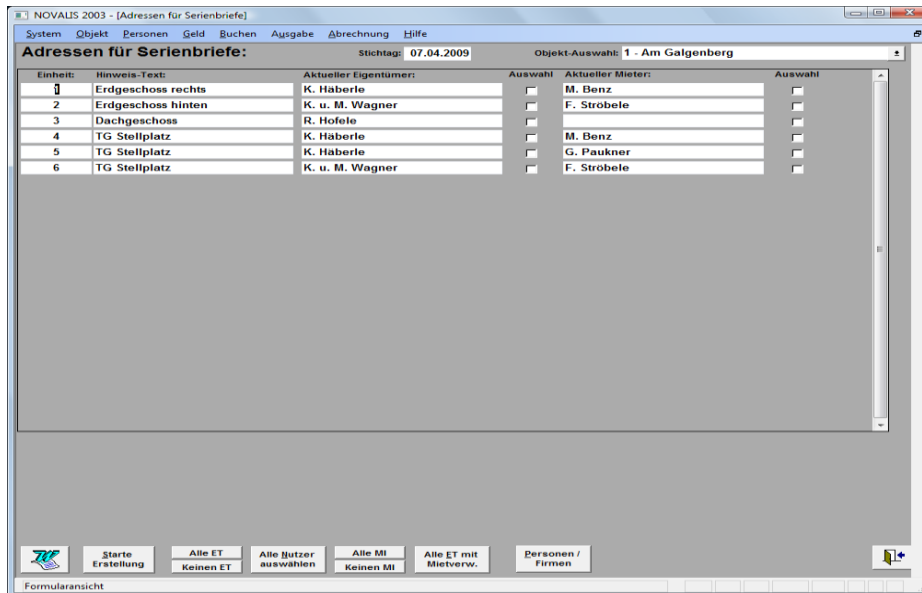 NOVALIS 2003 - [Adressen für Serienbriefe]
System Objekt Personen Geld Buchen Ausgabe Abrechnung Hilfe
Adressen für Serienbriefe: Stichtag: 07.04.2009 Objekt-Auswahl: 1 - Am Galgenberg
Einheit: Hinweis-Text: Aktueller Eigentümer: Auswahl Aktueller Mieter: Auswahl
1 Erdgeschoss rechts K. Häberle M. Benz
2 Erdgeschoss hinten K. u. M. Wagner F. Ströbele
3 Dachgeschoss R. Hofele
4 TG Stellplatz K. Häberle M. Benz
5 TG Stellplatz K. Häberle G. Paukner
6 TG Stellplatz K. u. M. Wagner F. Ströbele
Starte Erstellung
Alle ET
Keinen ET
Alle Nutzer auswählen
Alle MI
Keinen MI
Alle ET mit Mietverw.
Personen / Firmen
Formularansicht